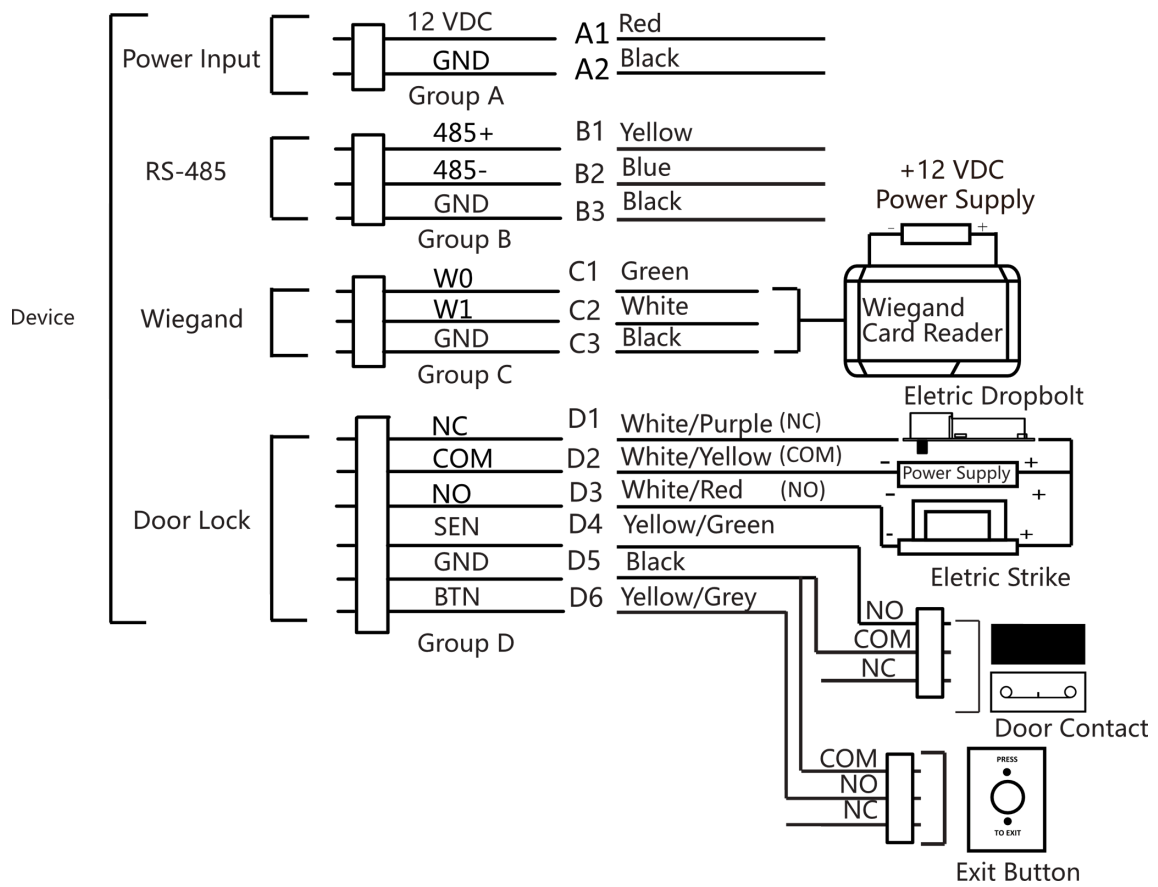 12 VDC
A1
Red
Power Input
GND
A2
Black
Group A
485+
B1
Yellow
RS-485
485-
B2
Blue
GND
B3
Black
Group B
+12 VDC
Power Supply
- +
W0
C1
Green
Device
Wiegand
W1
C2
White
GND
C3
Black
Group C
Wiegand
Card Reader
Eletric Dropbolt
NC
D1
White/Purple (NC)
COM
D2
White/Yellow (COM)
- Power Supply +
NO
D3
White/Red (NO)
- +
Door Lock
SEN
D4
Yellow/Green
- +
GND
D5
Black
Eletric Strike
BTN
D6
Yellow/Grey
Group D
NO
COM
NC
Door Contact
COM
NO
NC
PRESS
TO EXIT
Exit Button